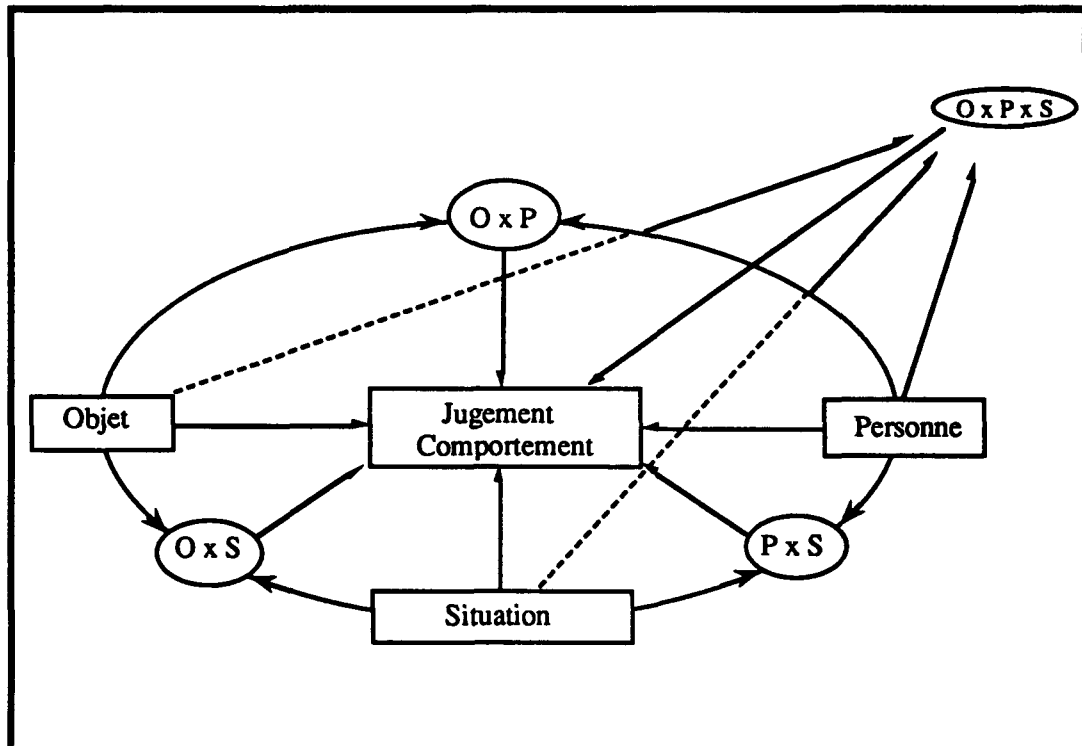 O x P x S
O x P
Objet
Jugement
Comportement
Personne
O x S
P x S
Situation